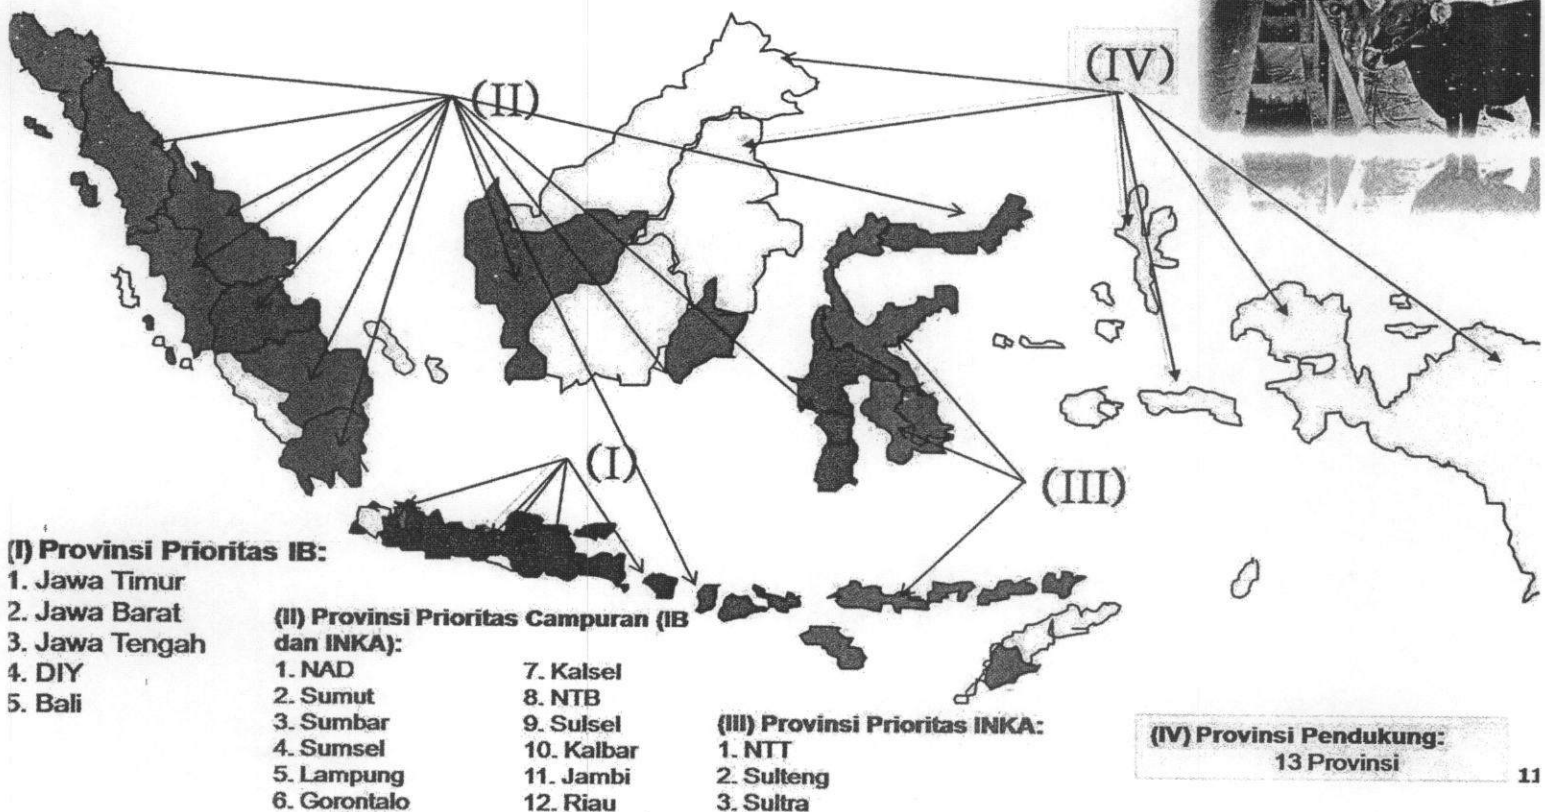 (II)
(IV)
(I)
(III)
(I) Provinsi Prioritas IB:
1. Jawa Timur
2. Jawa Barat
3. Jawa Tengah
4. DIY
5. Bali
(II) Provinsi Prioritas Campuran (IB
dan INKA):
1. NAD
2. Sumut
3. Sumbar
4. Sumsel
5. Lampung
6. Gorontalo
7. Kalsel
8. NTB
9. Sulsel
10. Kalbar
11. Jambi
12. Riau
(III) Provinsi Prioritas INKA:
1. NTT
2. Sulteng
3. Sultra
(IV) Provinsi Pendukung:
13 Provinsi
11